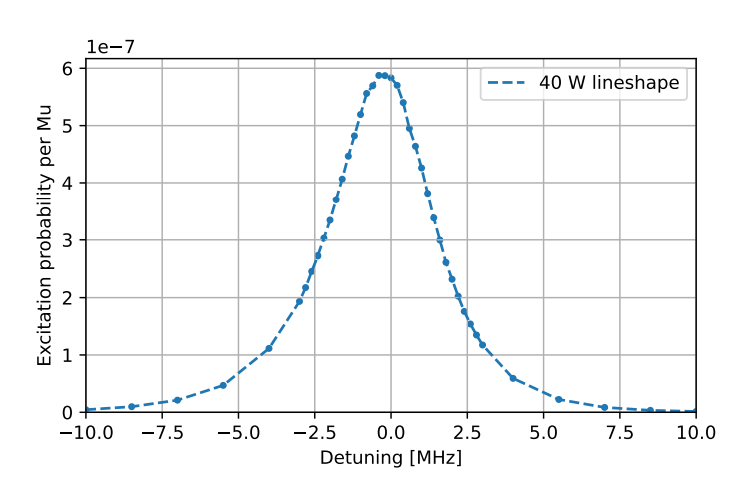 1e−7
40 W lineshape
Excitation probability per Mu
6
5
4
3
2
1
0
−10.0 −7.5 −5.0 −2.5 0.0 2.5 5.0 7.5 10.0
Detuning [MHz]